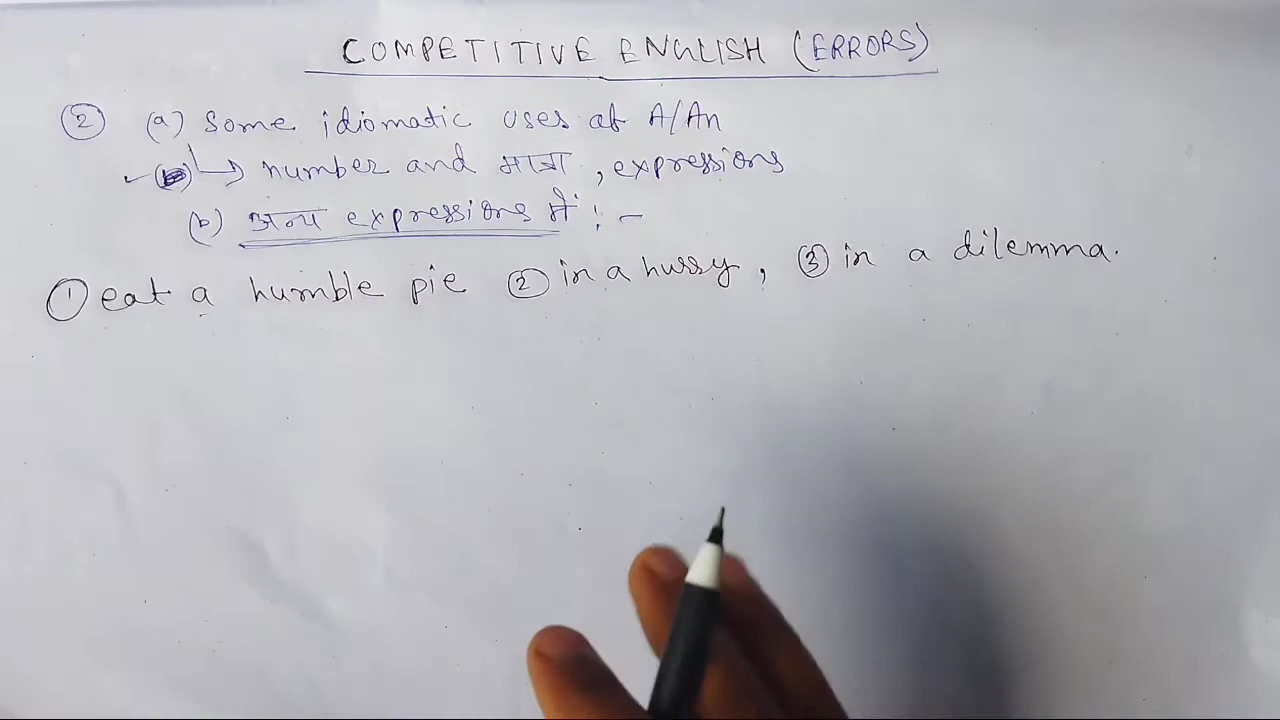 COMPETITIVE ENGLISH (ERRORS)
② (a) Some idiomatic uses of A/An
(b) ↳ number and मात्रा, expressions
(b) अन्य expressions में :-
① eat a humble pie ② in a hurry, ③ in a dilemma.